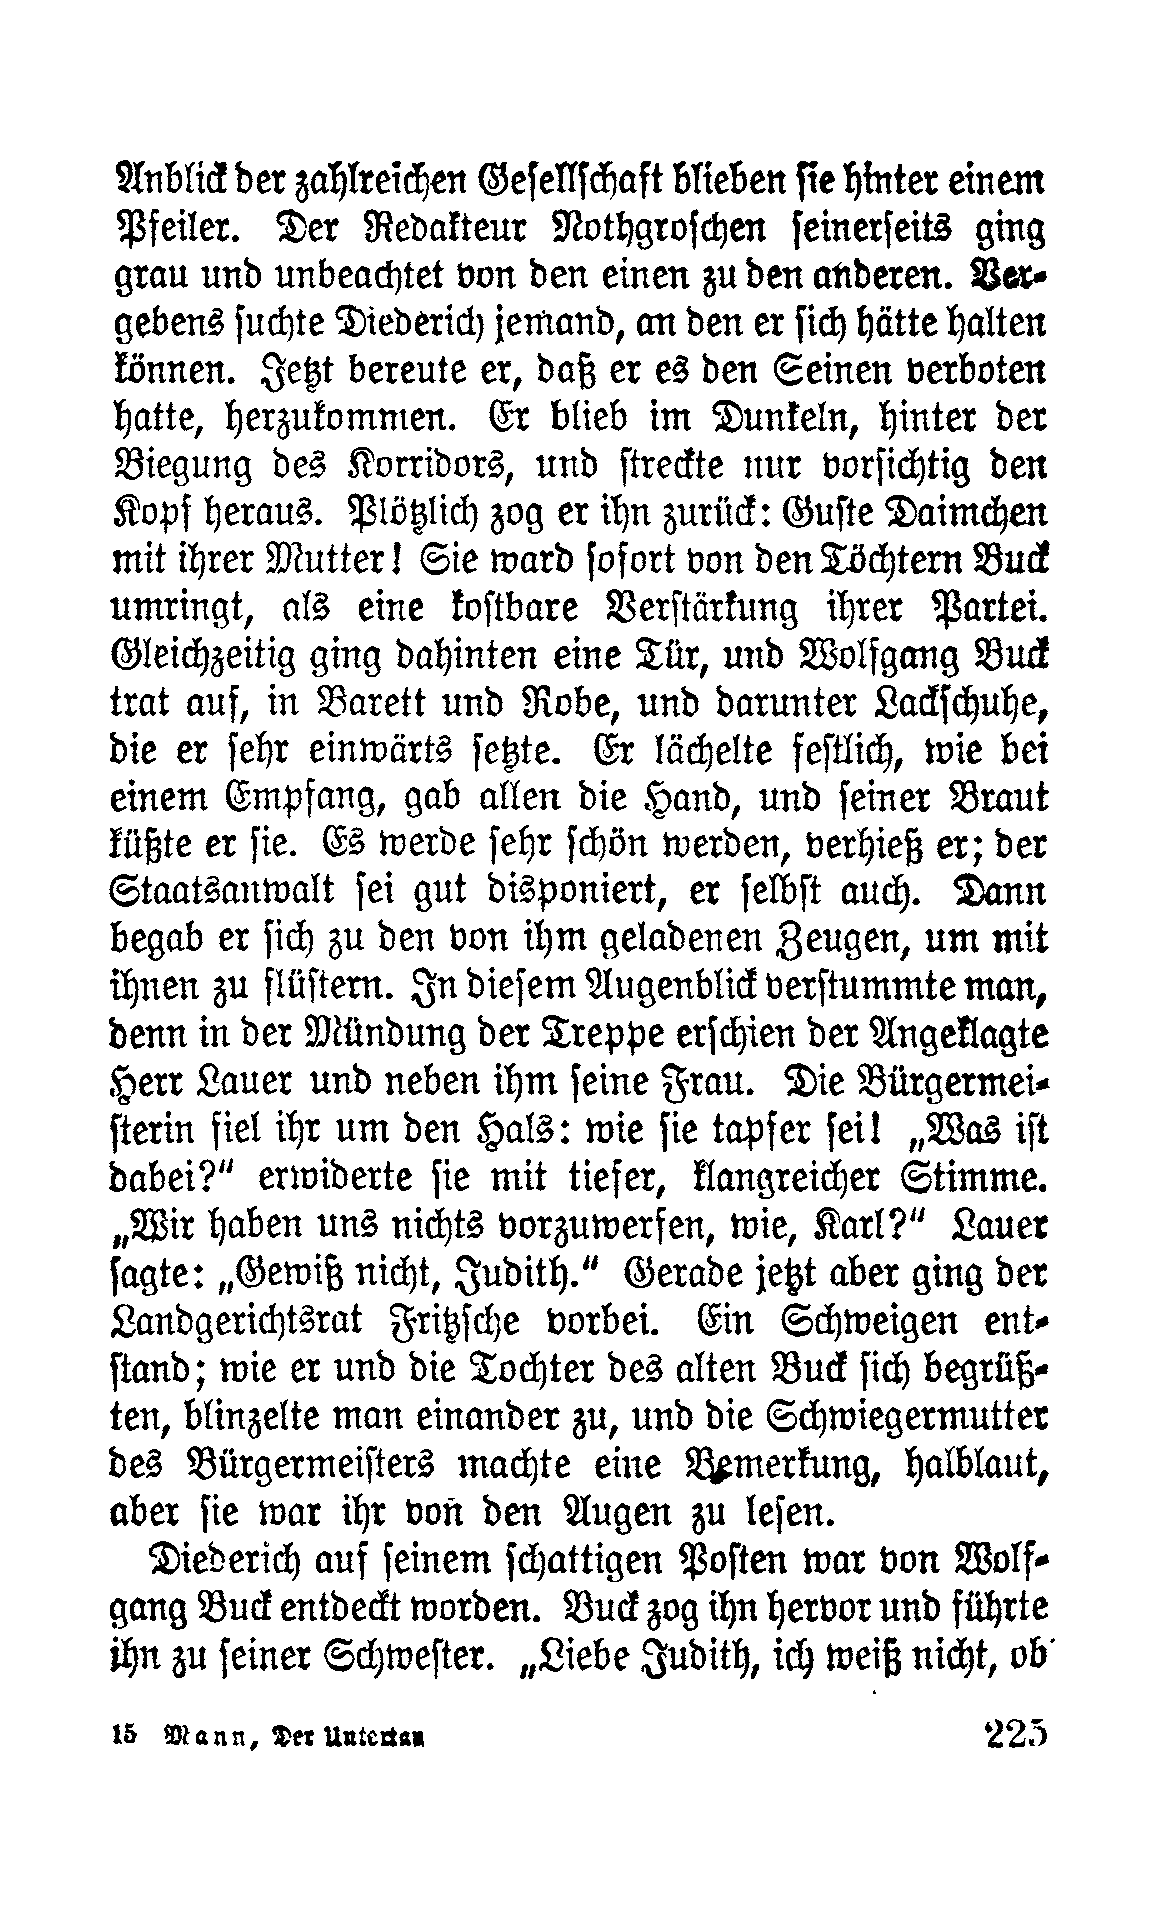 Anblick der zahlreichen Gesellschaft blieben sie hinter einem
Pfeiler. Der Redakteur Nothgroschen seinerseits ging
grau und unbeachtet von den einen zu den anderen. Ver-
gebens suchte Diederich jemand, an den er sich hätte halten
können. Jetzt bereute er, daß er es den Seinen verboten
hatte, herzukommen. Er blieb im Dunkeln, hinter der
Biegung des Korridors, und streckte nur vorsichtig den
Kopf heraus. Plötzlich zog er ihn zurück: Guste Daimchen
mit ihrer Mutter! Sie ward sofort von den Töchtern Buck
umringt, als eine kostbare Verstärkung ihrer Partei.
Gleichzeitig ging dahinten eine Tür, und Wolfgang Buck
trat auf, in Barett und Robe, und darunter Lackschuhe,
die er sehr einwärts setzte. Er lächelte festlich, wie bei
einem Empfang, gab allen die Hand, und seiner Braut
küßte er sie. Es werde sehr schön werden, verhieß er; der
Staatsanwalt sei gut disponiert, er selbst auch. Dann
begab er sich zu den von ihm geladenen Zeugen, um mit
ihnen zu flüstern. In diesem Augenblick verstummte man,
denn in der Mündung der Treppe erschien der Angeklagte
Herr Lauer und neben ihm seine Frau. Die Bürgermei-
sterin fiel ihr um den Hals: wie sie tapfer sei! „Was ist
dabei?“ erwiderte sie mit tiefer, klangreicher Stimme.
„Wir haben uns nichts vorzuwerfen, wie, Karl?“ Lauer
sagte: „Gewiß nicht, Judith.“ Gerade jetzt aber ging der
Landgerichtsrat Fritzsche vorbei. Ein Schweigen ent-
stand; wie er und die Tochter des alten Buck sich begrüß-
ten, blinzelte man einander zu, und die Schwiegermutter
des Bürgermeisters machte eine Bemerkung, halblaut,
aber sie war ihr von den Augen zu lesen.
Diederich auf seinem schattigen Posten war von Wolf-
gang Buck entdeckt worden. Buck zog ihn hervor und führte
ihn zu seiner Schwester. „Liebe Judith, ich weiß nicht, ob
15 Mann, Der Untertan
225